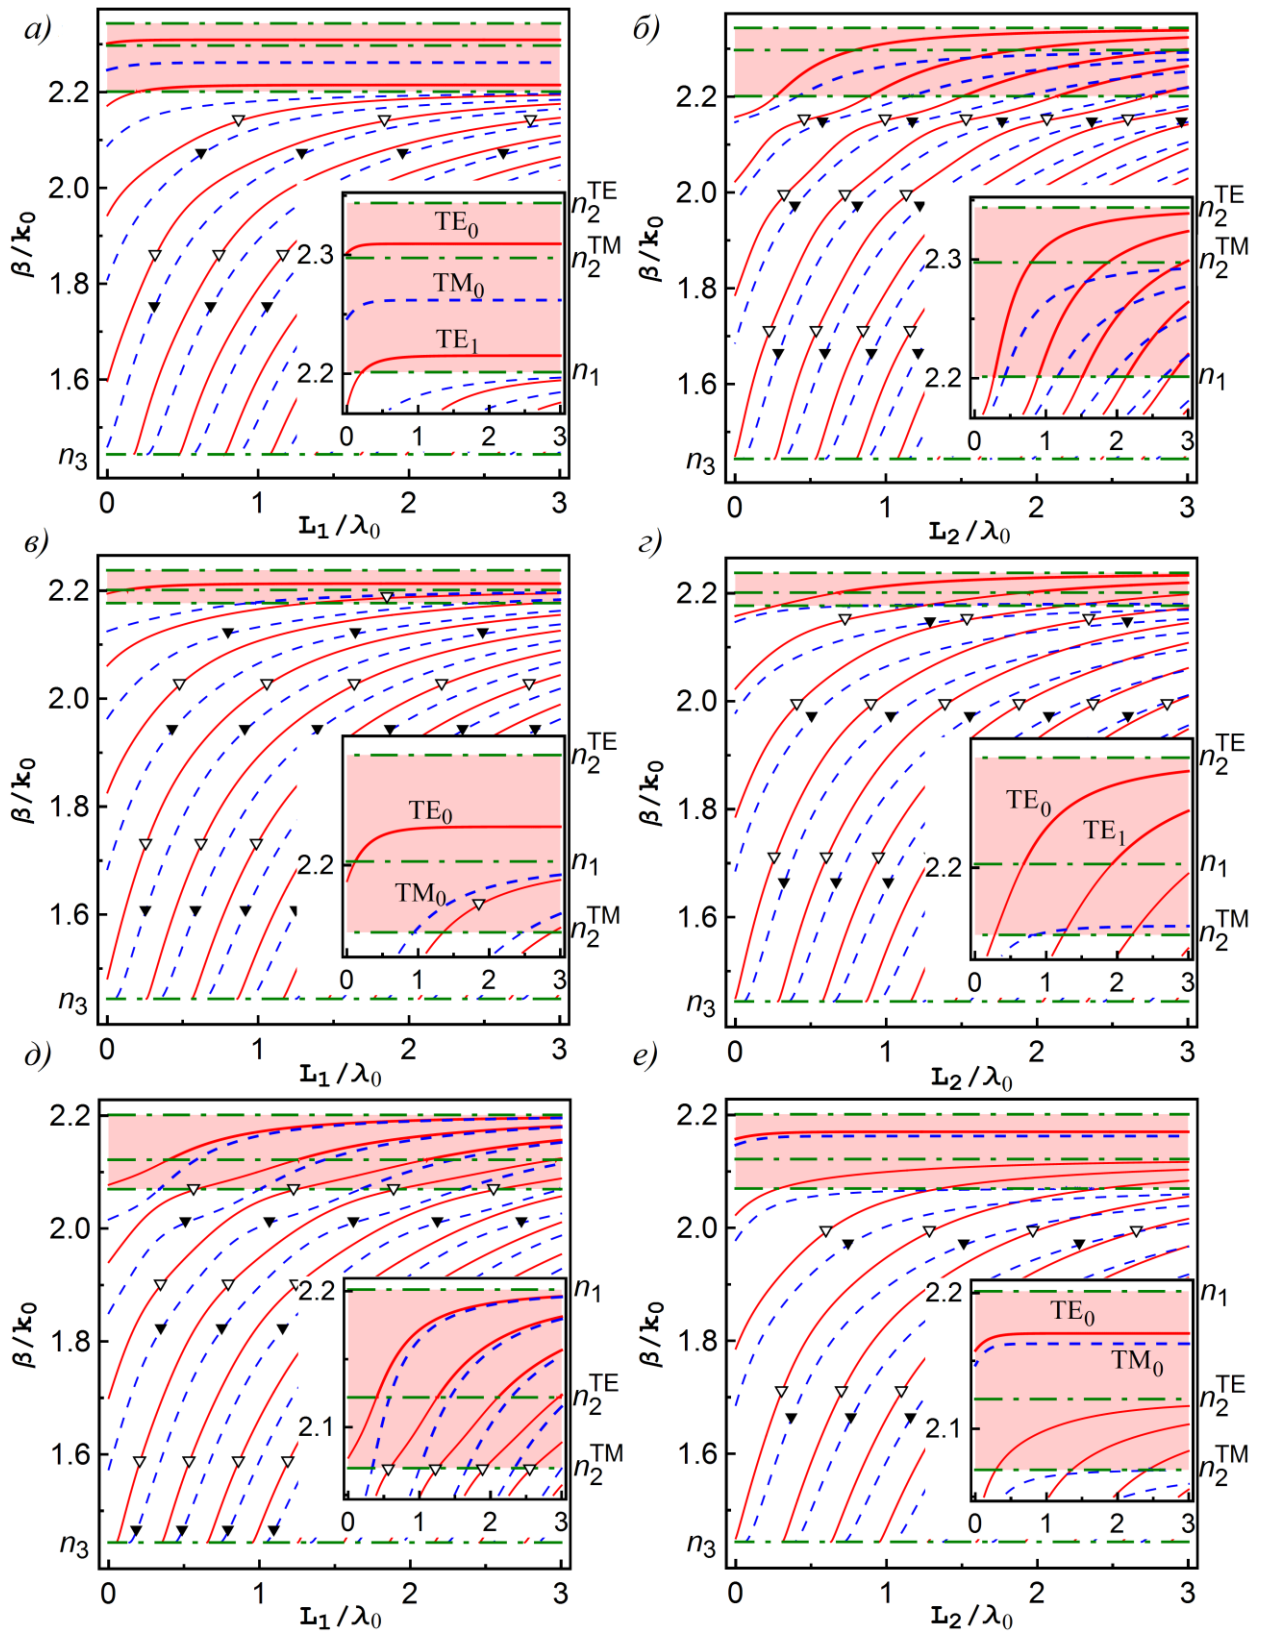 а)
2.2
2.0
1.8
1.6
n3
β/k0
0 1 2 3
L1/λ0
TE0
TM0
TE1
2.3
2.2
0 1 2 3
n2TE
n2TM
n1
б)
2.2
2.0
1.8
1.6
n3
β/k0
0 1 2 3
L2/λ0
2.3
2.2
0 1 2 3
n2TE
n2TM
n1
в)
2.2
2.0
1.8
1.6
n3
β/k0
0 1 2 3
L1/λ0
TE0
TM0
2.2
0 1 2 3
n2TE
n1
n2TM
г)
2.2
2.0
1.8
1.6
n3
β/k0
0 1 2 3
L2/λ0
TE0
TE1
2.2
0 1 2 3
n2TE
n1
n2TM
д)
2.2
2.0
1.8
1.6
n3
β/k0
0 1 2 3
L1/λ0
2.2
2.1
0 1 2 3
n1
n2TE
n2TM
е)
2.2
2.0
1.8
1.6
n3
β/k0
0 1 2 3
L2/λ0
TE0
TM0
2.2
2.1
0 1 2 3
n1
n2TE
n2TM